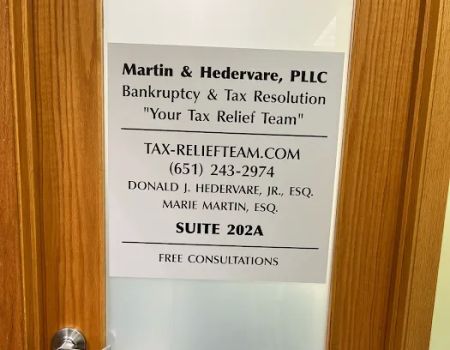 Martin & Hedervare, PLLC
Bankruptcy & Tax Resolution
"Your Tax Relief Team"
TAX-RELIEFTEAM.COM
(651) 243-2974
DONALD J. HEDERVARE, JR., ESQ.
MARIE MARTIN, ESQ.
SUITE 202A
FREE CONSULTATIONS